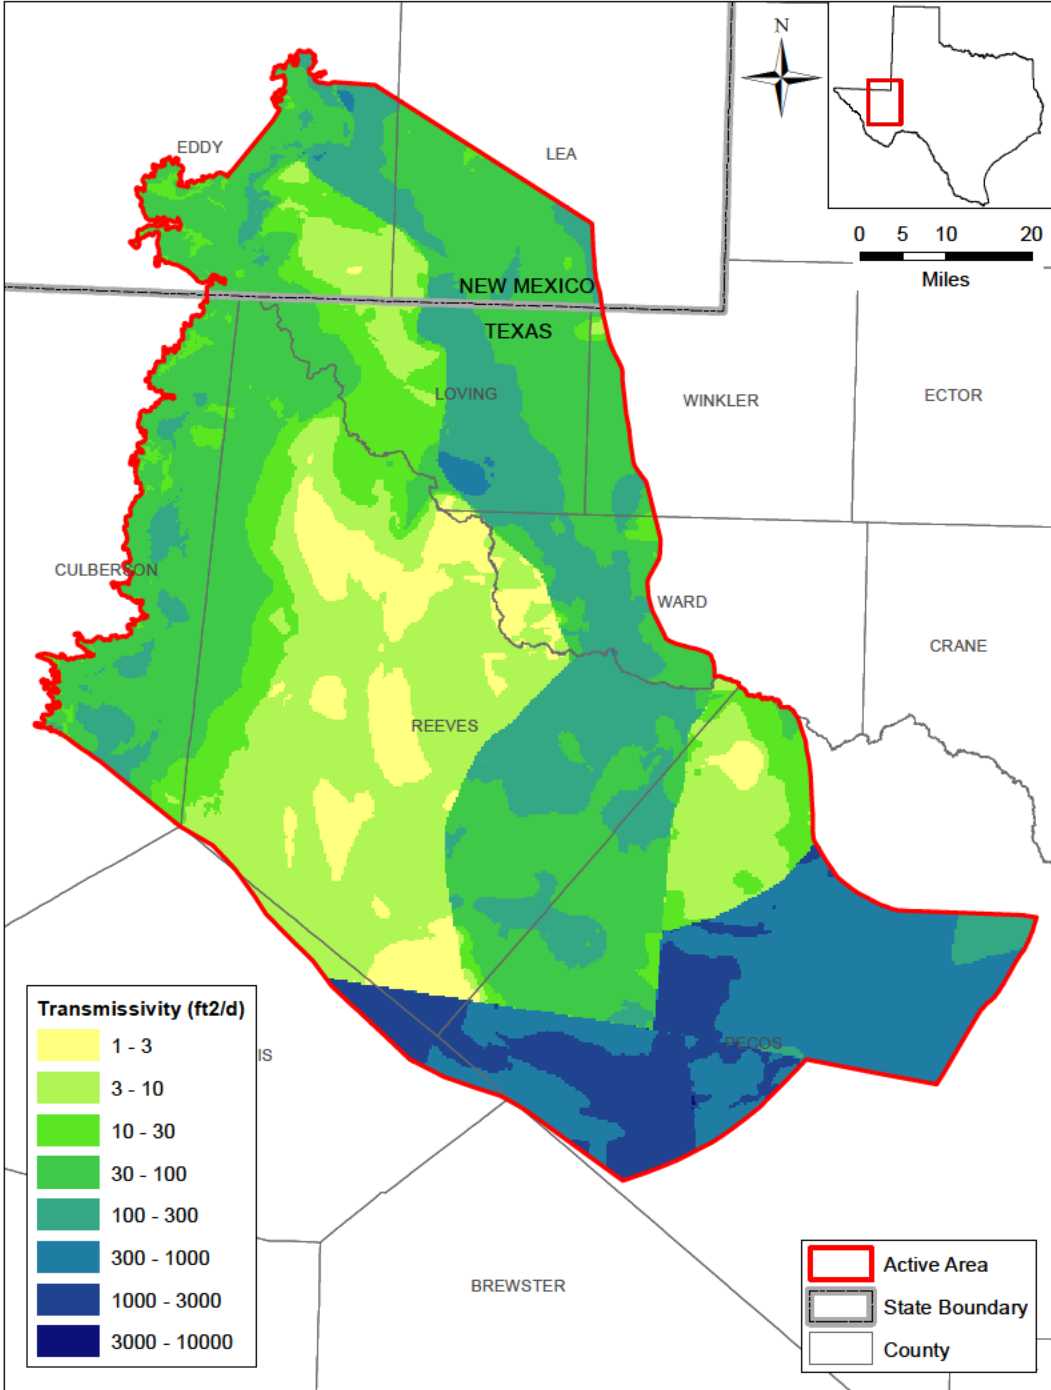 N
EDDY
LEA
0 5 10 20
Miles
NEW MEXICO
TEXAS
LOVING
WINKLER
ECTOR
CULBERSON
WARD
CRANE
REEVES
PECOS
IS
BREWSTER
Transmissivity (ft2/d)
1 - 3
3 - 10
10 - 30
30 - 100
100 - 300
300 - 1000
1000 - 3000
3000 - 10000
Active Area
State Boundary
County